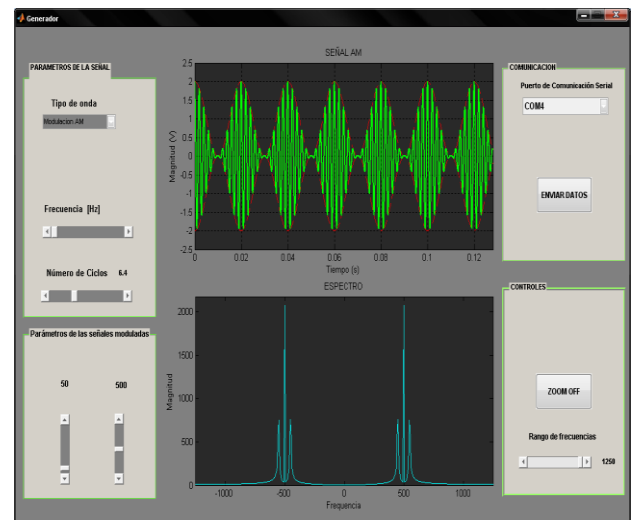 Generador
PARAMETROS DE LA SEÑAL
Tipo de onda
Modulacion AM
Frecuencia [Hz]
Número de Ciclos 6.4
Parámetros de las señales moduladas
50 500
SEÑAL AM
Magnitud (V)
2.5
2
1.5
1
0.5
0
-0.5
-1
-1.5
-2
-2.5
0 0.02 0.04 0.06 0.08 0.1 0.12
Tempo (s)
ESPECTRO
Magnitud
2000
1500
1000
500
0
-1000 -500 0 500 1000
Frequencia
COMUNICACION
Puerto de Comunicación Serial
COM4
ENVIAR DATOS
CONTROLES
ZOOM OFF
Rango de frecuencias
1250